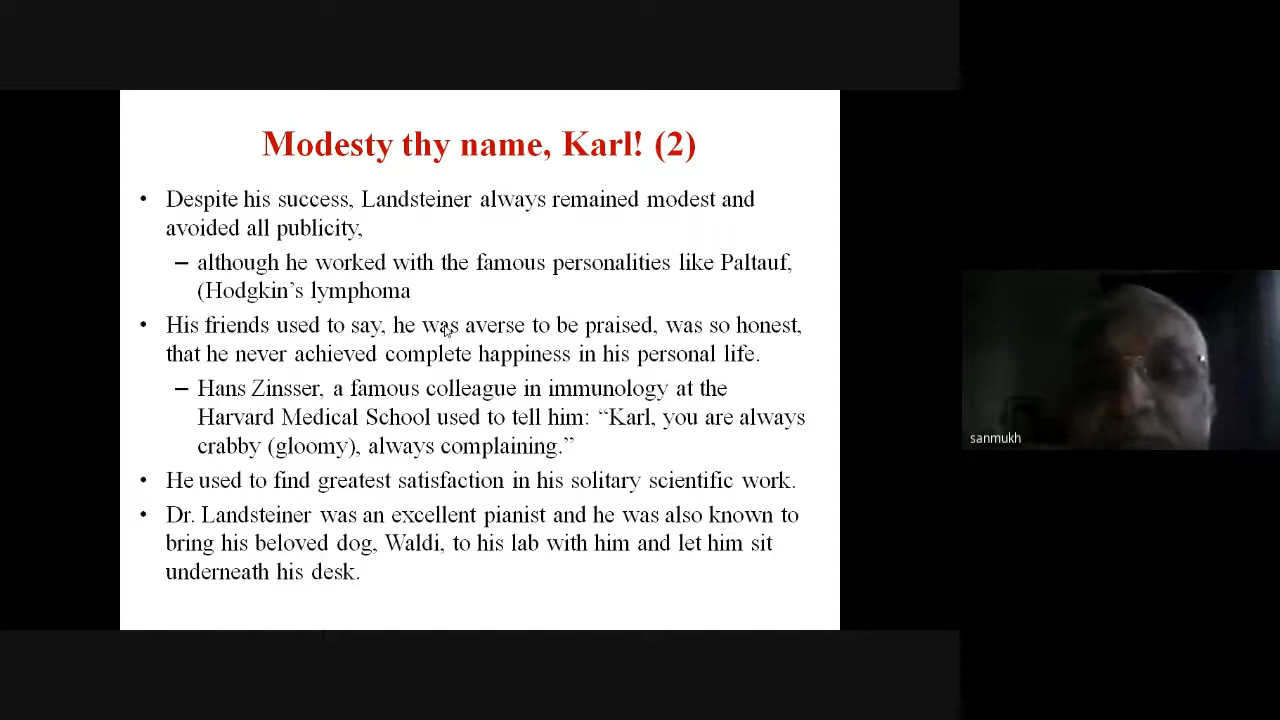 Modesty thy name, Karl! (2)
• Despite his success, Landsteiner always remained modest and
avoided all publicity,
– although he worked with the famous personalities like Paltauf,
(Hodgkin’s lymphoma
• His friends used to say, he was averse to be praised, was so honest,
that he never achieved complete happiness in his personal life.
– Hans Zinsser, a famous colleague in immunology at the
Harvard Medical School used to tell him: “Karl, you are always
crabby (gloomy), always complaining.”
• He used to find greatest satisfaction in his solitary scientific work.
• Dr. Landsteiner was an excellent pianist and he was also known to
bring his beloved dog, Waldi, to his lab with him and let him sit
underneath his desk.
sanmukh